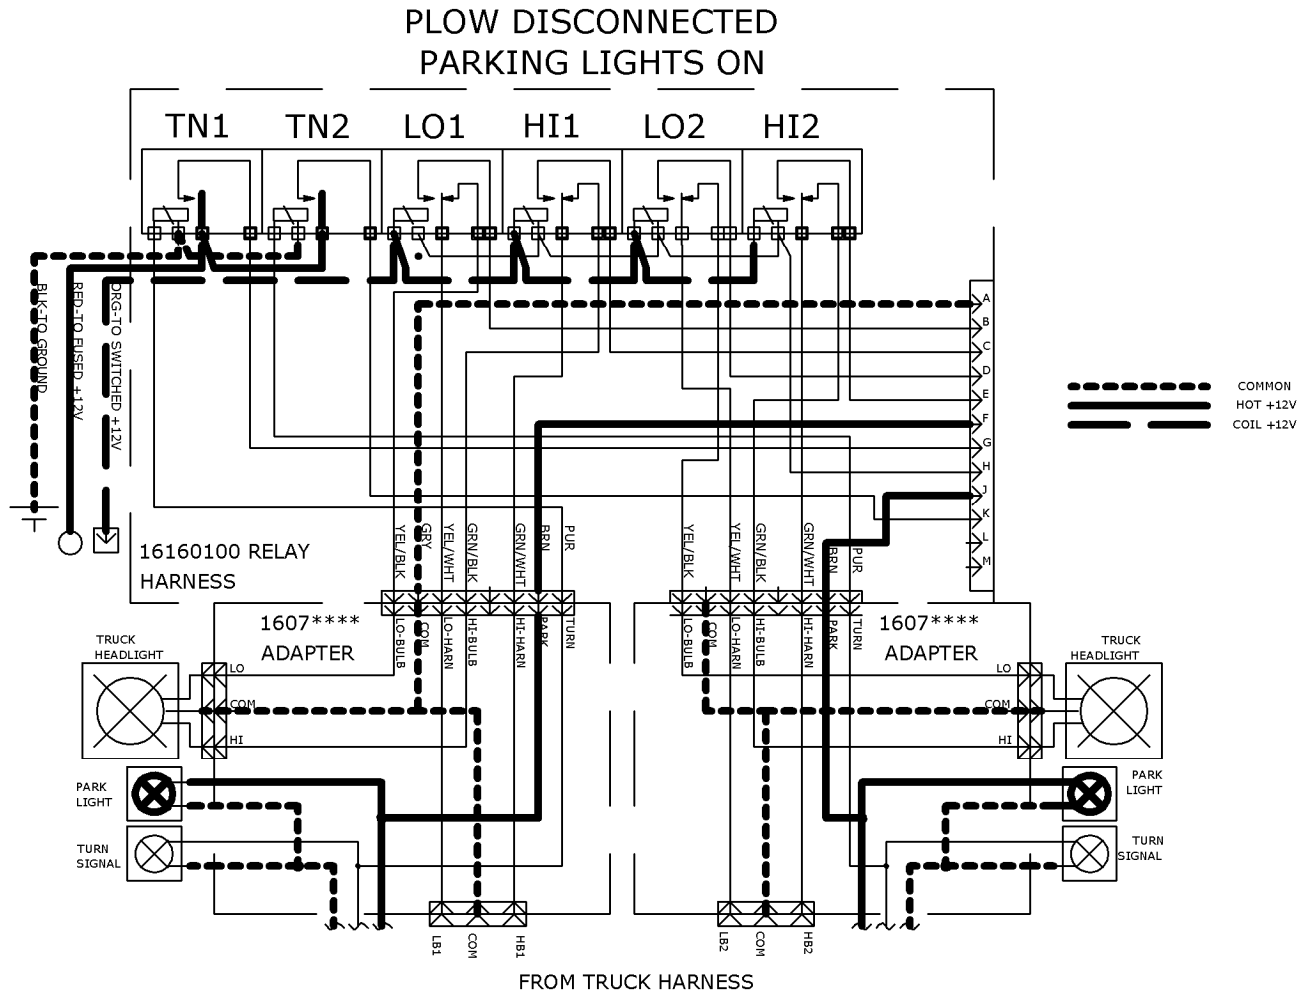 PLOW DISCONNECTED
PARKING LIGHTS ON
TN1 TN2 LO1 HI1 LO2 HI2
BLK-TO GROUND
RED-TO FUSED +12V
ORG-TO SWITCHED +12V
A
B
C
D
E
F
G
H
J
K
L
M
COMMON
HOT +12V
COIL +12V
16160100 RELAY
HARNESS
YEL/BLK
GRY
YEL/WHT
GRN/BLK
GRN/WHT
BRN
PUR
YEL/BLK
YEL/WHT
GRN/BLK
GRN/WHT
BRN
PUR
1607****
ADAPTER
LO-BULB
COM
LO-HARN
HI-BULB
HI-HARN
PARK
TURN
LO-BULB
COM
LO-HARN
HI-BULB
HI-HARN
PARK
TURN
1607****
ADAPTER
TRUCK
HEADLIGHT
LO
COM
HI
TRUCK
HEADLIGHT
LO
COM
HI
PARK
LIGHT
TURN
SIGNAL
PARK
LIGHT
TURN
SIGNAL
LB1
COM
HB1
LB2
COM
HB2
FROM TRUCK HARNESS